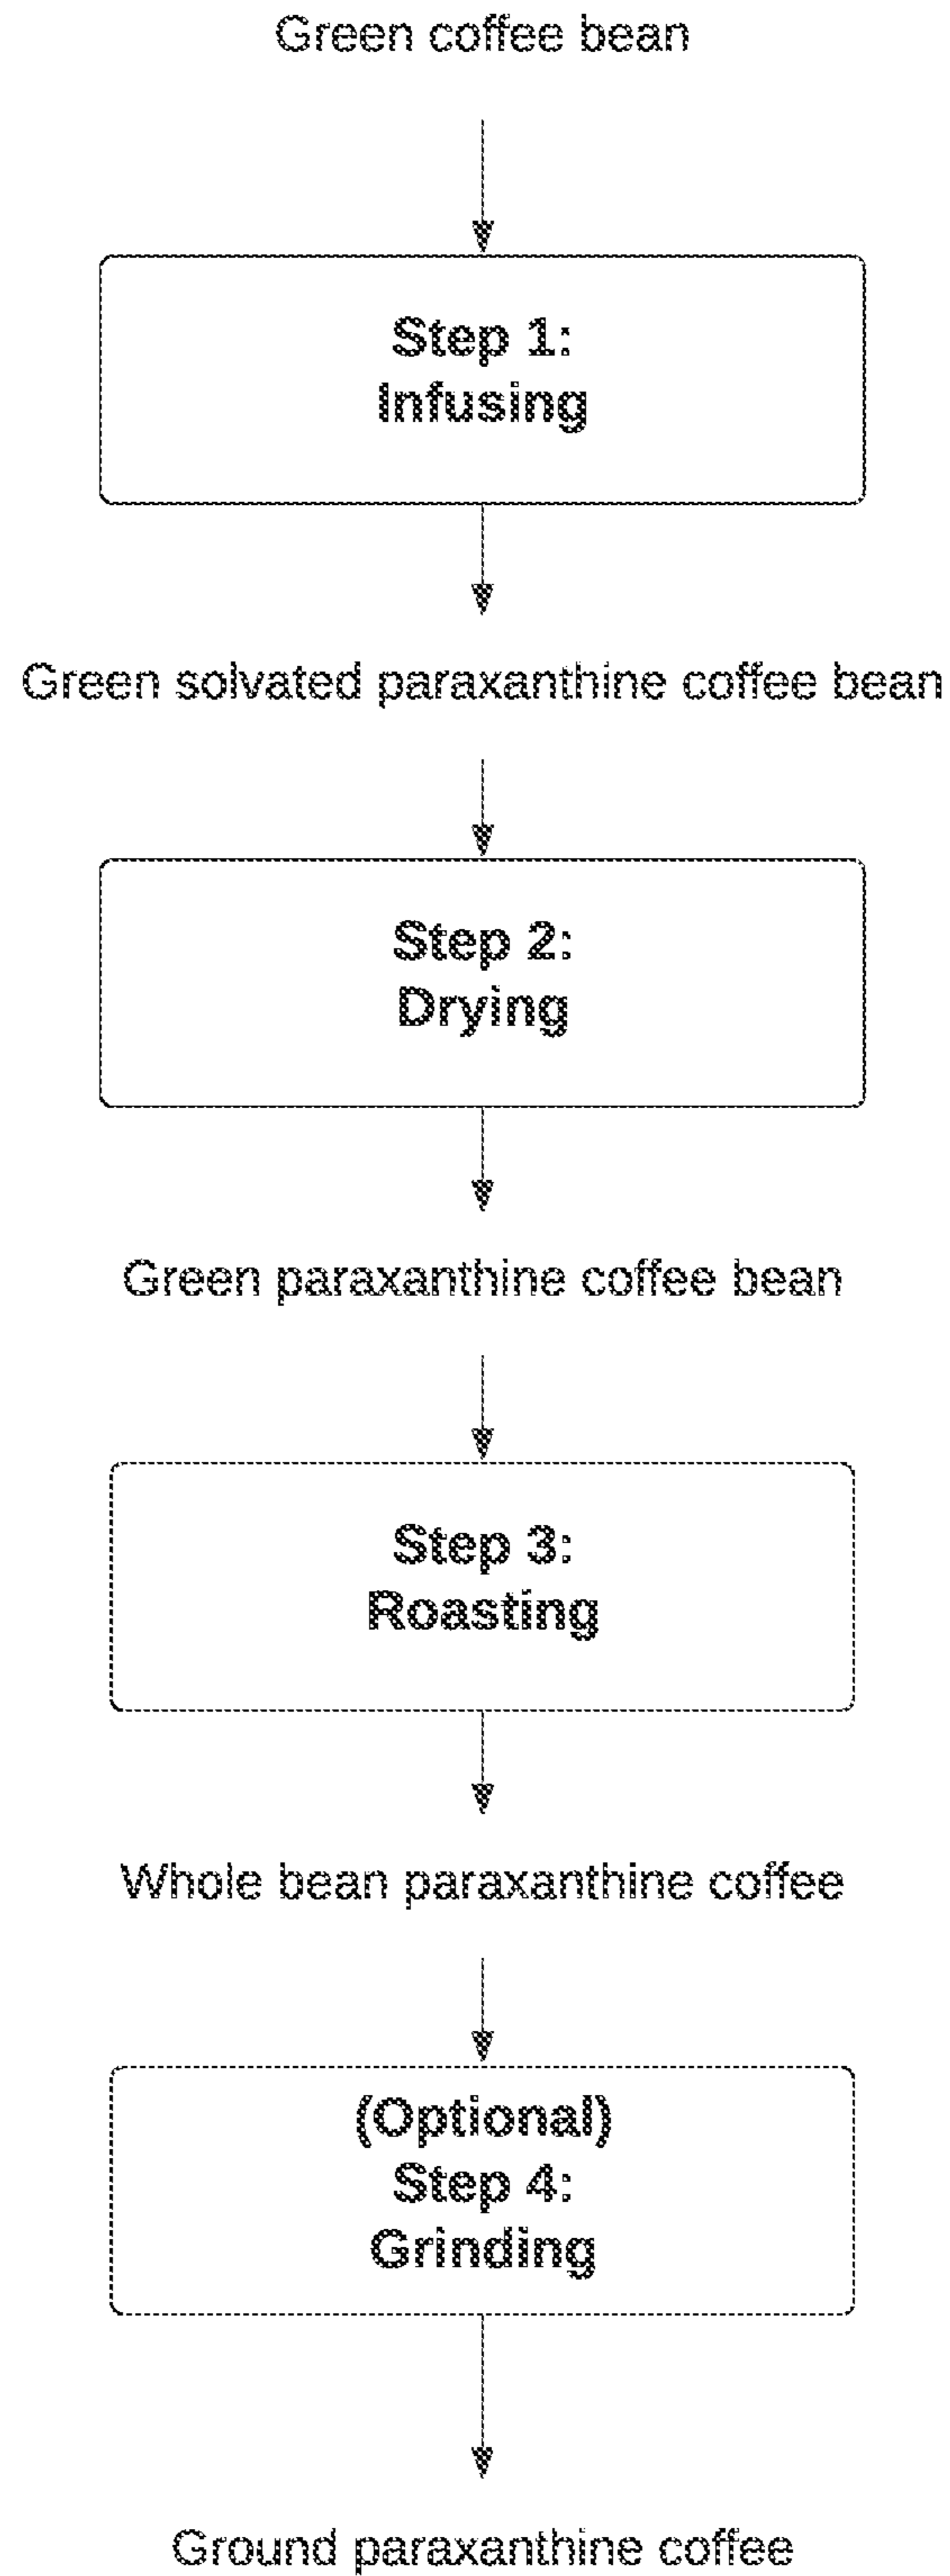 Green coffee bean
Step 1:
Infusing
Green solvated paraxanthine coffee bean
Step 2:
Drying
Green paraxanthine coffee bean
Step 3:
Roasting
Whole bean paraxanthine coffee
(Optional)
Step 4:
Grinding
Ground paraxanthine coffee